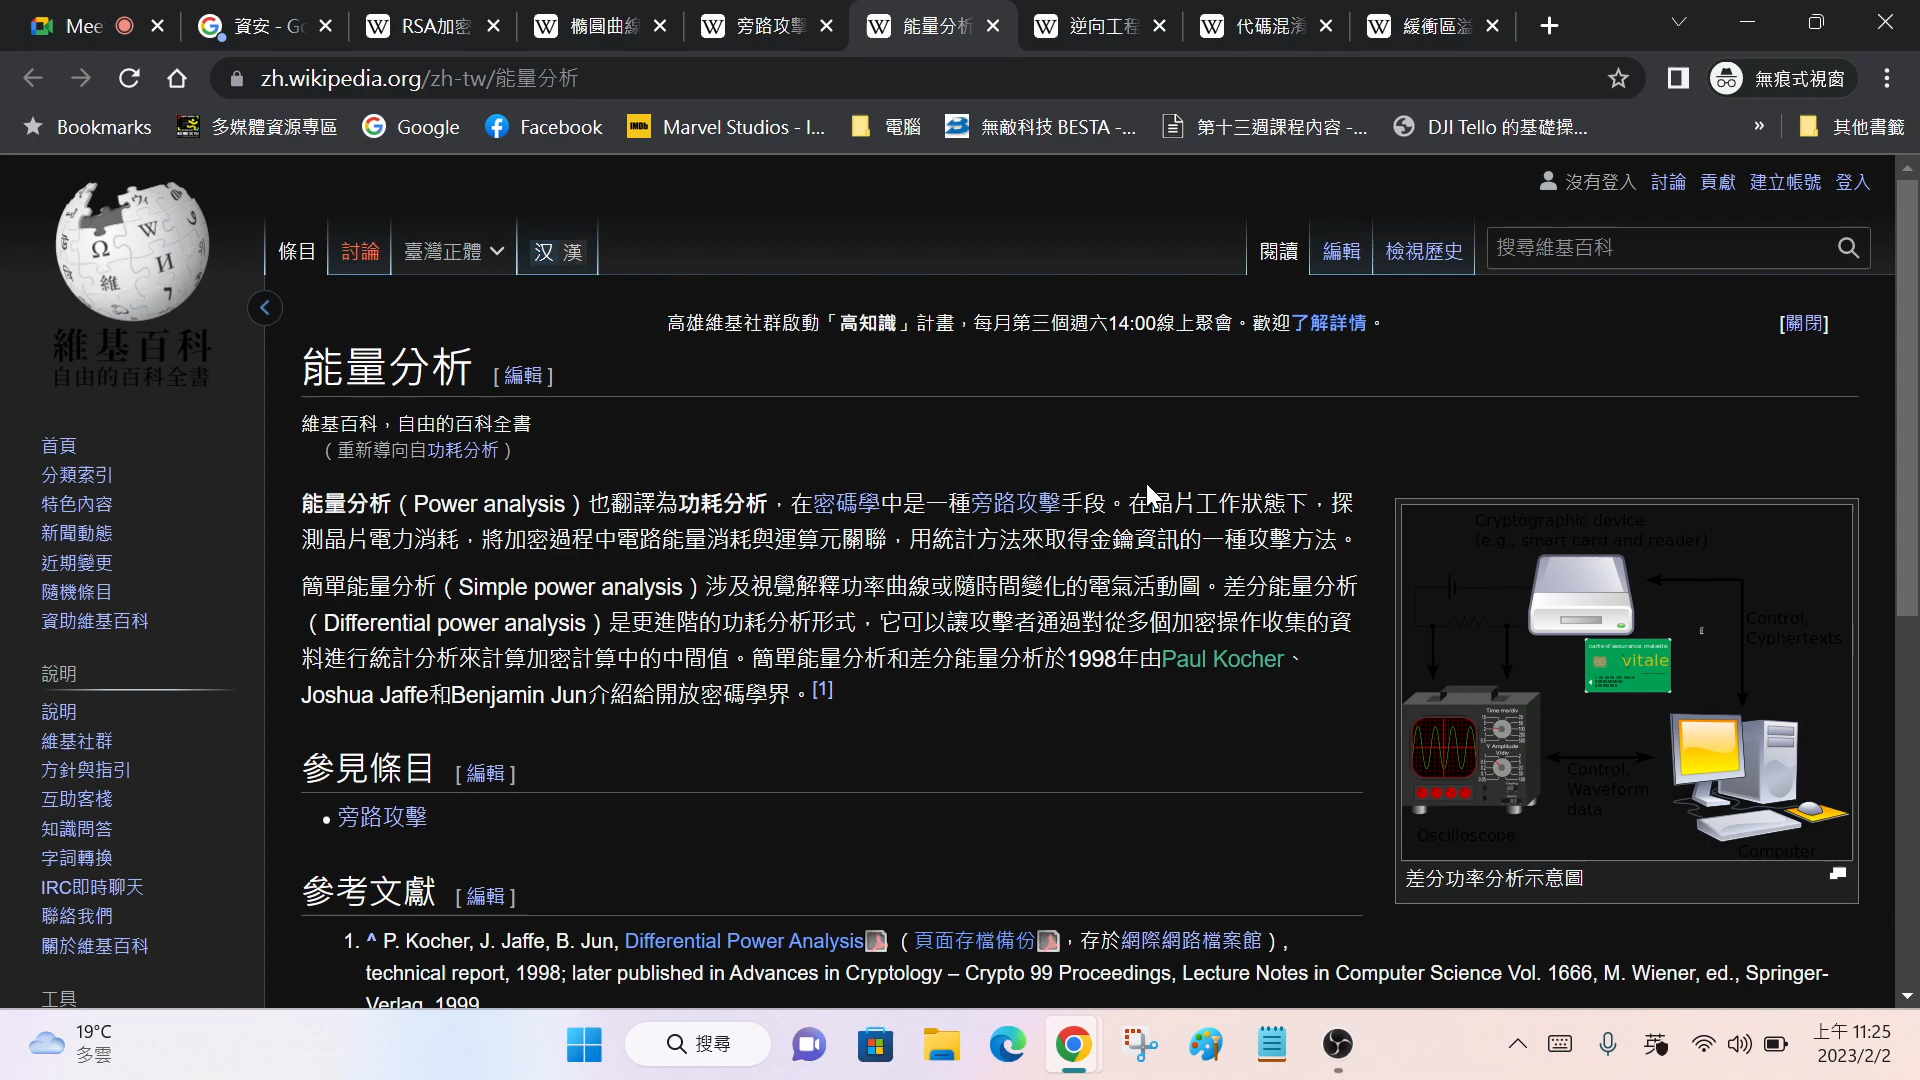 Mee
資安 - Go
RSA加密
橢圓曲線
旁路攻擊
能量分析
逆向工程
代碼混淆
緩衝區溢
zh.wikipedia.org/zh-tw/能量分析
無痕式視窗
Bookmarks
多媒體資源專區
Google
Facebook
Marvel Studios - I...
電腦
無敵科技 BESTA -...
第十三週課程內容 -...
DJI Tello 的基礎操...
»
其他書籤
沒有登入 討論 貢獻 建立帳號 登入
條目 討論 臺灣正體 汉 漢
閱讀 編輯 檢視歷史 搜尋維基百科
維基百科
自由的百科全書
高雄維基社群啟動「高知識」計畫，每月第三個週六14:00線上聚會。歡迎了解詳情。
[關閉]
能量分析 [編輯]
維基百科，自由的百科全書
（重新導向自功耗分析）
能量分析（Power analysis）也翻譯為功耗分析，在密碼學中是一種旁路攻擊手段。在晶片工作狀態下，探
測晶片電力消耗，將加密過程中電路能量消耗與運算元關聯，用統計方法來取得金鑰資訊的一種攻擊方法。
簡單能量分析（Simple power analysis）涉及視覺解釋功率曲線或隨時間變化的電氣活動圖。差分能量分析
（Differential power analysis）是更進階的功耗分析形式，它可以讓攻擊者通過對從多個加密操作收集的資
料進行統計分析來計算加密計算中的中間值。簡單能量分析和差分能量分析於1998年由Paul Kocher、
Joshua Jaffe和Benjamin Jun介紹給開放密碼學界。[1]
Cryptographic device
(e.g., smart card and reader)
Control,
Cyphertexts
carte d'assurance maladie
vitale
Time ms/div
Y Amplitude
V/div
Control,
Waveform
data
Oscilloscope
Computer
差分功率分析示意圖
參見條目 [編輯]
• 旁路攻擊
參考文獻 [編輯]
1. ^ P. Kocher, J. Jaffe, B. Jun, Differential Power Analysis（頁面存檔備份，存於網際網路檔案館）,
technical report, 1998; later published in Advances in Cryptology – Crypto 99 Proceedings, Lecture Notes in Computer Science Vol. 1666, M. Wiener, ed., Springer-
Verlag, 1999.
首頁
分類索引
特色內容
新聞動態
近期變更
隨機條目
資助維基百科
說明
說明
維基社群
方針與指引
互助客棧
知識問答
字詞轉換
IRC即時聊天
聯絡我們
關於維基百科
工具
19°C
多雲
搜尋
英
上午 11:25
2023/2/2